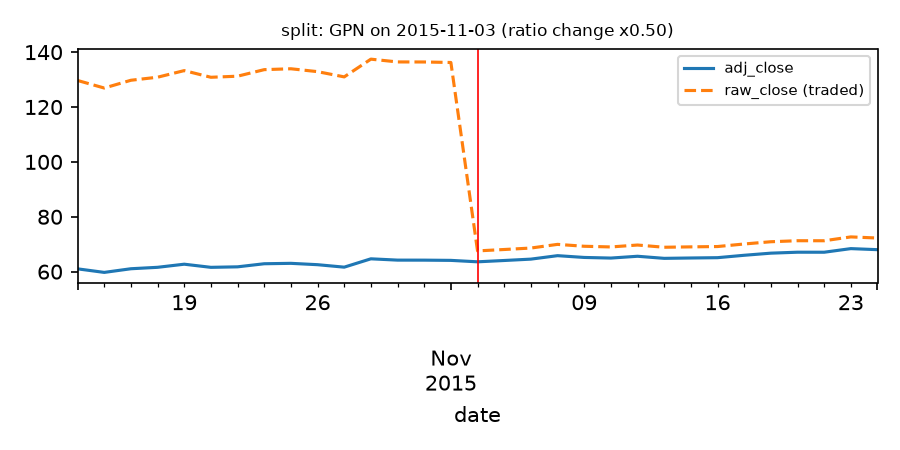 split: GPN on 2015-11-03 (ratio change x0.50)
adj_close
raw_close (traded)
140
120
100
80
60
19 26 09 16 23
Nov
2015
date